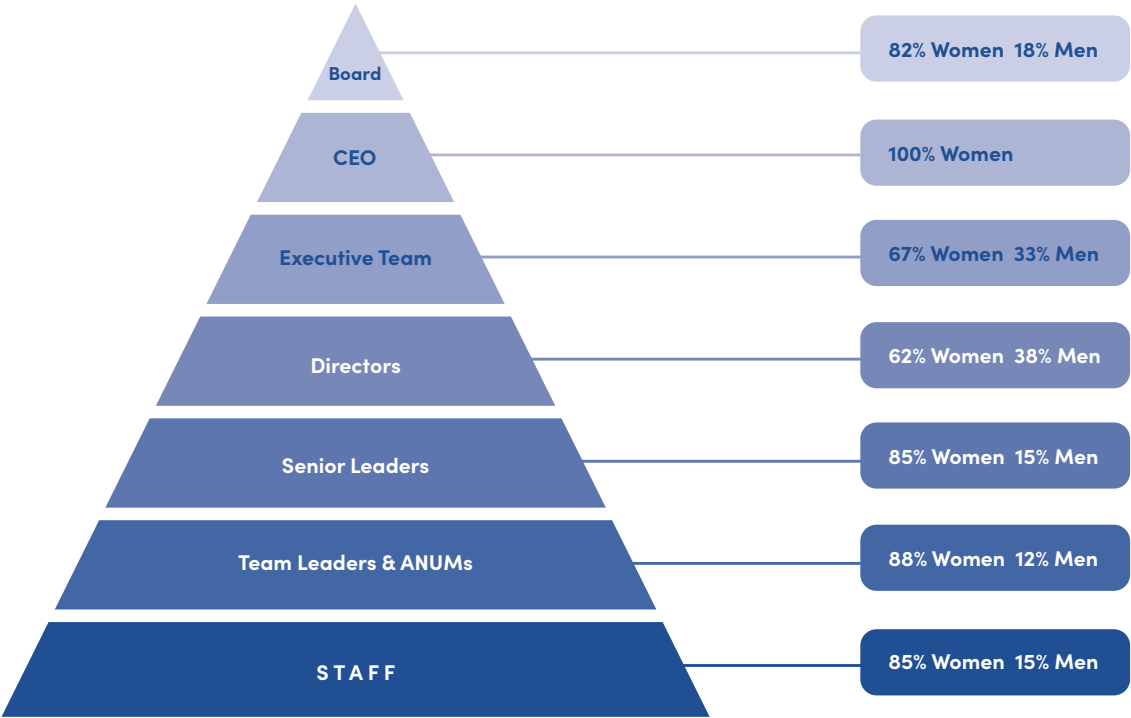 Board
82% Women 18% Men
CEO
100% Women
Executive Team
67% Women 33% Men
Directors
62% Women 38% Men
Senior Leaders
85% Women 15% Men
Team Leaders & ANUMs
88% Women 12% Men
STAFF
85% Women 15% Men